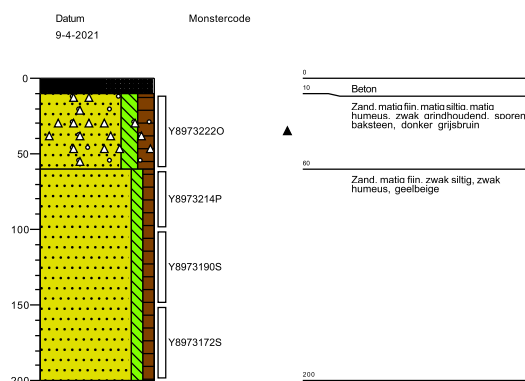 Datum Monstercode
9-4-2021
0
0
10 Beton
Zand, matig fijn, matig siltig, matig
humeus, zwak grindhoudend, sporen
baksteen, donker grijsbruin
Y8973222O
50
60
Zand, matig fijn, zwak siltig, zwak
humeus, geelbeige
Y8973214P
100
Y8973190S
150
Y8973172S
200
200